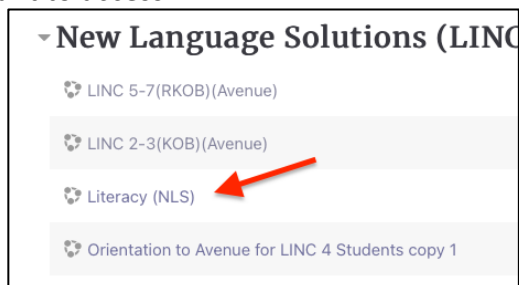 New Language Solutions (LINC
LINC 5-7(RKOB)(Avenue)
LINC 2-3(KOB)(Avenue)
Literacy (NLS)
Orientation to Avenue for LINC 4 Students copy 1